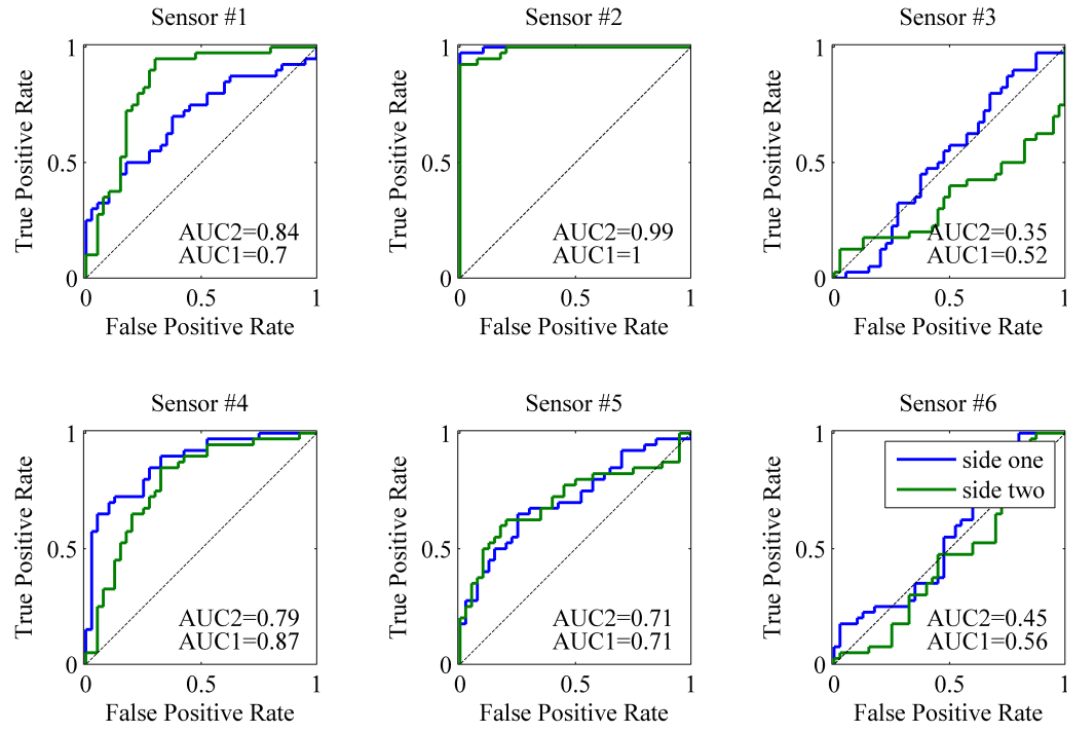 Sensor #1
True Positive Rate
1
0.5
0
AUC2=0.84
AUC1=0.7
0 0.5 1
False Positive Rate
Sensor #2
True Positive Rate
1
0.5
0
AUC2=0.99
AUC1=1
0 0.5 1
False Positive Rate
Sensor #3
True Positive Rate
1
0.5
0
AUC2=0.35
AUC1=0.52
0 0.5 1
False Positive Rate
Sensor #4
True Positive Rate
1
0.5
0
AUC2=0.79
AUC1=0.87
0 0.5 1
False Positive Rate
Sensor #5
True Positive Rate
1
0.5
0
AUC2=0.71
AUC1=0.71
0 0.5 1
False Positive Rate
Sensor #6
True Positive Rate
1
0.5
0
side one
side two
AUC2=0.45
AUC1=0.56
0 0.5 1
False Positive Rate